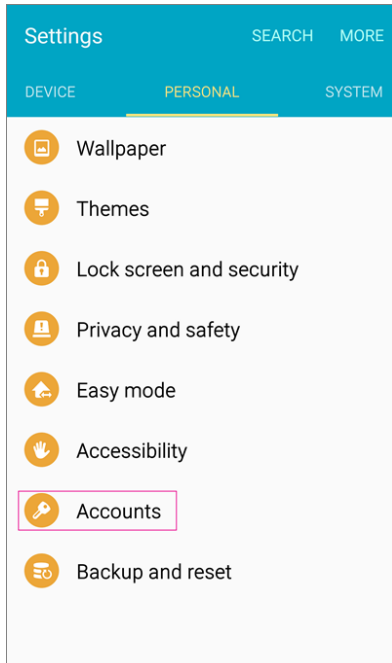 Settings SEARCH MORE
DEVICE PERSONAL SYSTEM
Wallpaper
Themes
Lock screen and security
Privacy and safety
Easy mode
Accessibility
Accounts
Backup and reset